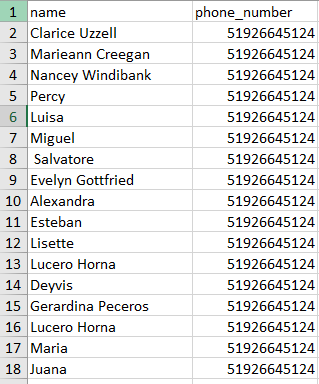 1 name phone_number
2 Clarice Uzzell 51926645124
3 Marieann Creegan 51926645124
4 Nancey Windibank 51926645124
5 Percy 51926645124
6 Luisa 51926645124
7 Miguel 51926645124
8 Salvatore 51926645124
9 Evelyn Gottfried 51926645124
10 Alexandra 51926645124
11 Esteban 51926645124
12 Lisette 51926645124
13 Lucero Horna 51926645124
14 Deyvis 51926645124
15 Gerardina Peceros 51926645124
16 Lucero Horna 51926645124
17 Maria 51926645124
18 Juana 51926645124